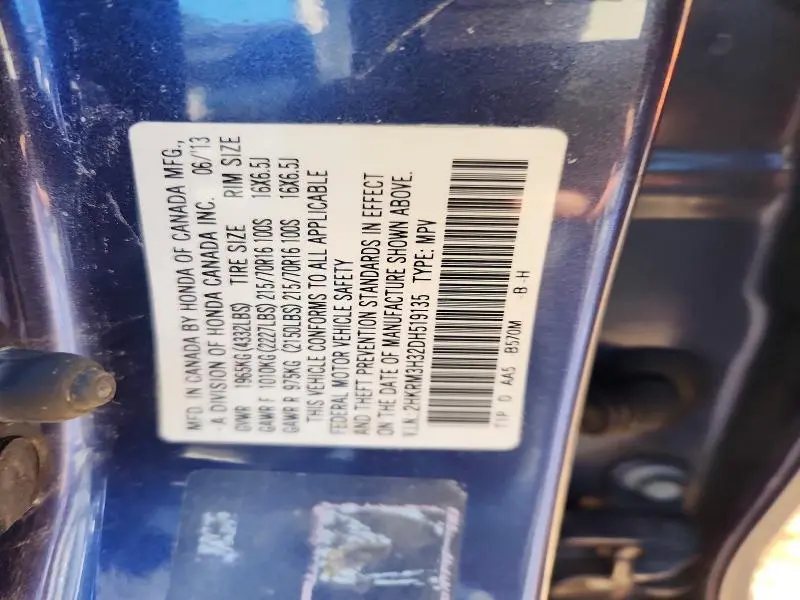 MFD. IN CANADA BY HONDA OF CANADA MFG.,
-A DIVISION OF HONDA CANADA INC. 06/'13
GVWR 1965KG (4332LBS) TIRE SIZE RIM SIZE
GAWR F 1010KG (2227LBS) 215/70R16 100S 16X6.5J
GAWR R 975KG (2150LBS) 215/70R16 100S 16X6.5J
THIS VEHICLE CONFORMS TO ALL APPLICABLE
FEDERAL MOTOR VEHICLE SAFETY
AND THEFT PREVENTION STANDARDS IN EFFECT
ON THE DATE OF MANUFACTURE SHOWN ABOVE.
V.I.N. 2HKRM3H32DH519135 TYPE: MPV
TIP D AA5 B570M -B -H